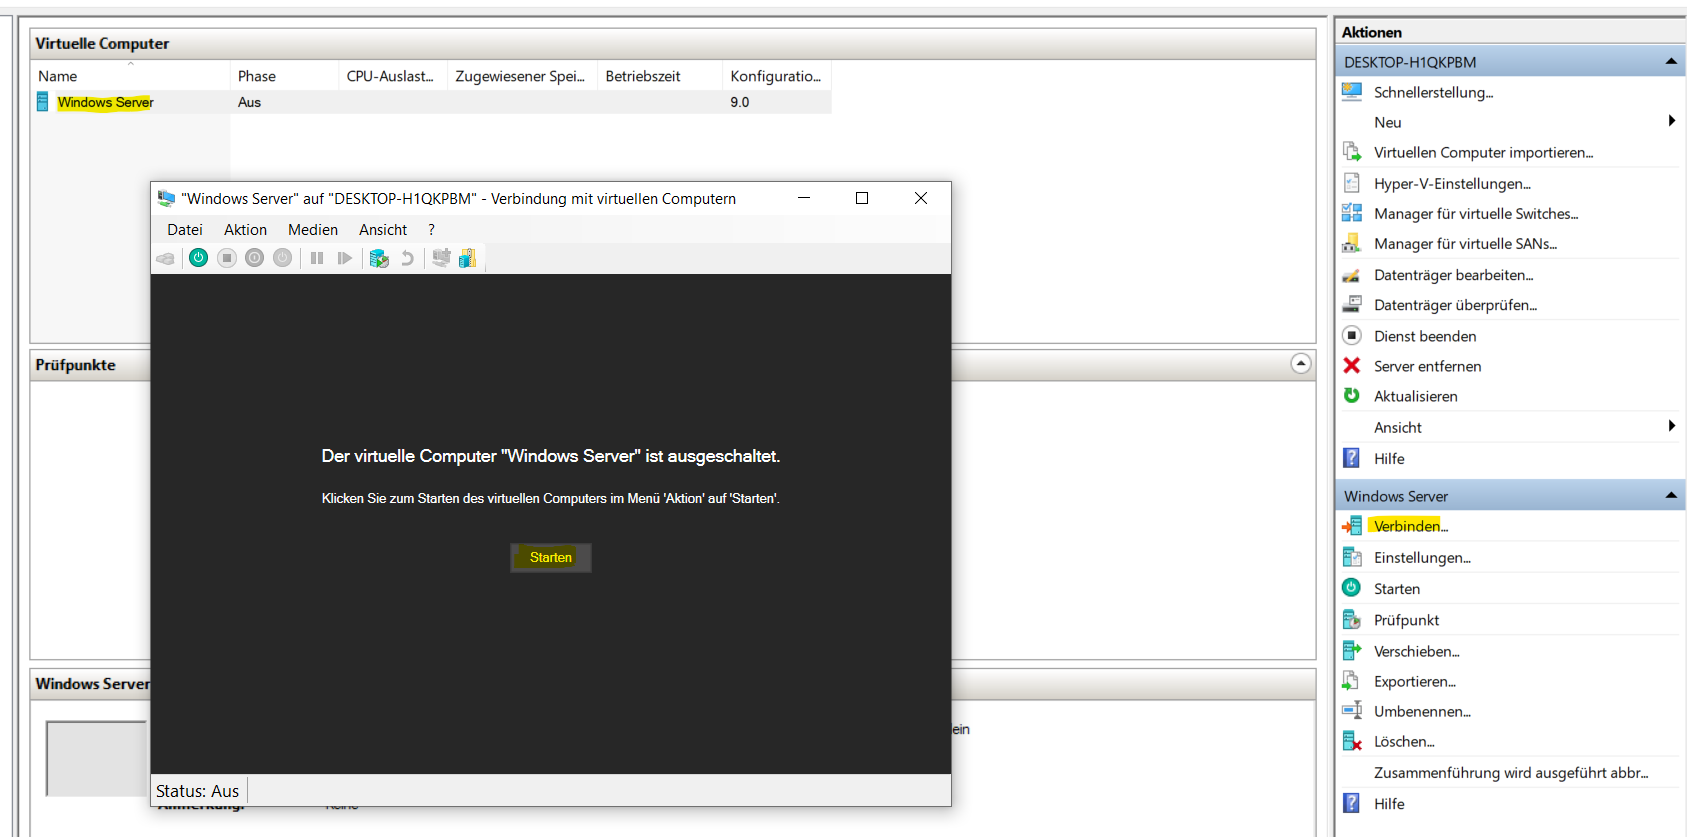 Virtuelle Computer
Name Phase CPU-Auslast... Zugewiesener Spei... Betriebszeit Konfiguratio...
Windows Server Aus 9.0
"Windows Server" auf "DESKTOP-H1QKPBM" - Verbindung mit virtuellen Computern
Datei Aktion Medien Ansicht ?
Der virtuelle Computer "Windows Server" ist ausgeschaltet.
Klicken Sie zum Starten des virtuellen Computers im Menü 'Aktion' auf 'Starten'.
Starten
Status: Aus
Prüfpunkte
Windows Server
ein
Anmerkung: Keine
Aktionen
DESKTOP-H1QKPBM
Schnellerstellung...
Neu
Virtuellen Computer importieren...
Hyper-V-Einstellungen...
Manager für virtuelle Switches...
Manager für virtuelle SANs...
Datenträger bearbeiten...
Datenträger überprüfen...
Dienst beenden
Server entfernen
Aktualisieren
Ansicht
Hilfe
Windows Server
Verbinden...
Einstellungen...
Starten
Prüfpunkt
Verschieben...
Exportieren...
Umbenennen...
Löschen...
Zusammenführung wird ausgeführt abbr...
Hilfe